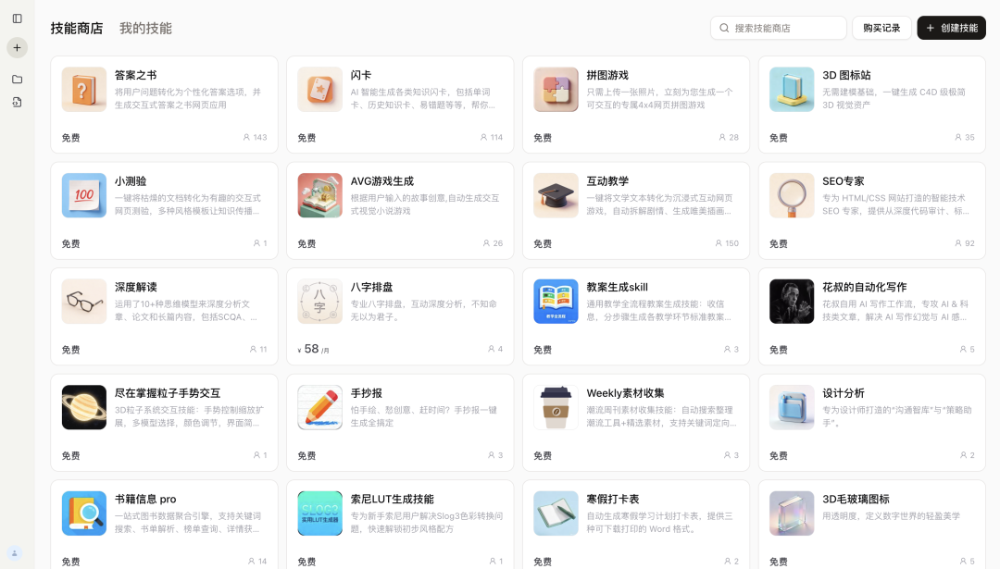 技能商店
我的技能
搜索技能商店
购买记录
创建技能
答案之书
将用户问题转化为个性化答案选项，并
生成交互式答案之书网页应用
免费
143
闪卡
AI 智能生成各类知识闪卡，包括单词
卡、历史知识卡、易错题等等，帮你...
免费
114
拼图游戏
只需上传一张照片，立刻为您生成一个
可交互的专属4x4网页拼图游戏
免费
28
3D 图标站
无需建模基础，一键生成 C4D 级极简
3D 视觉资产
免费
35
100
小测验
一键将枯燥的文档转化为有趣的交互式
网页测验，多种风格模板让知识传播...
免费
1
AVG游戏生成
根据用户输入的故事创意,自动生成交互
式视觉小说游戏
免费
26
互动教学
一键将文学文本转化为沉浸式互动网页
游戏，自动拆解剧情、生成唯美插画...
免费
150
SEO专家
专为 HTML/CSS 网站打造的智能技术
SEO 专家，提供从深度代码审计、标...
免费
92
深度解读
运用了10+种思维模型来深度分析文
章、论文和长篇内容，包括SCQA、...
免费
11
八
字
八字排盘
专业八字排盘，互动深度分析，不知命
无以为君子。
¥ 58 /月
4
教学全流程
教案生成skill
通用教学全流程教案生成技能：收信
息，分步骤生成各教学环节标准教案...
免费
3
花叔的自动化写作
花叔自用 AI 写作工作流，专攻 AI & 科
技类文章，解决 AI 写作幻觉与 AI 感...
免费
5
尽在掌握粒子手势交互
3D粒子系统交互技能：手势控制缩放扩
展，多模型选择，颜色调节，界面简...
免费
1
手抄报
怕手绘、愁创意、赶时间？手抄报一键
生成全搞定
免费
3
Weekly素材收集
潮流周刊素材收集技能：自动搜索整理
潮流工具+精选素材，支持关键词定向...
免费
3
设计分析
专为设计师打造的“沟通智库”与“策略助
手”。
免费
2
书籍信息 pro
一站式图书数据聚合引擎，支持关键词
搜索、书单解析、榜单查询、详情获...
免费
14
SLOG3
实用LUT生成器
索尼LUT生成技能
专为新手索尼用户解决Slog3色彩转换问
题，快速解锁初步风格配方
免费
1
寒假打卡表
自动生成寒假学习计划打卡表，提供三
种可下载打印的 Word 格式。
免费
2
3D毛玻璃图标
用透明度，定义数字世界的轻盈美学
免费
5